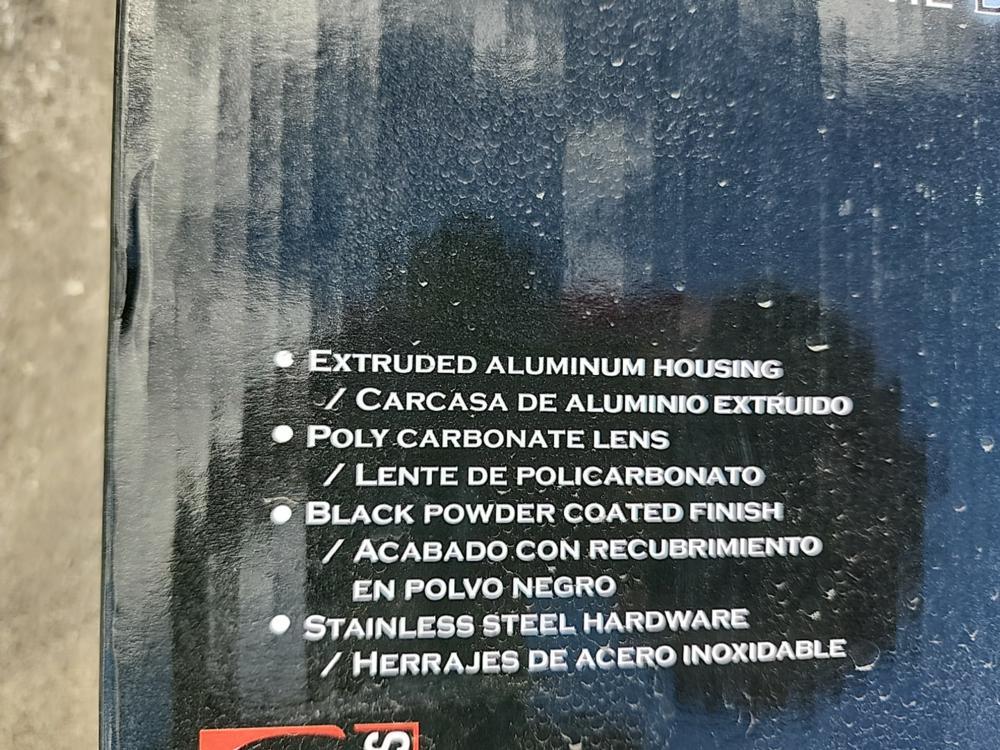 • EXTRUDED ALUMINUM HOUSING
/ CARCASA DE ALUMINIO EXTRUIDO
• POLY CARBONATE LENS
/ LENTE DE POLICARBONATO
• BLACK POWDER COATED FINISH
/ ACABADO CON RECUBRIMIENTO
EN POLVO NEGRO
• STAINLESS STEEL HARDWARE
/ HERRAJES DE ACERO INOXIDABLE